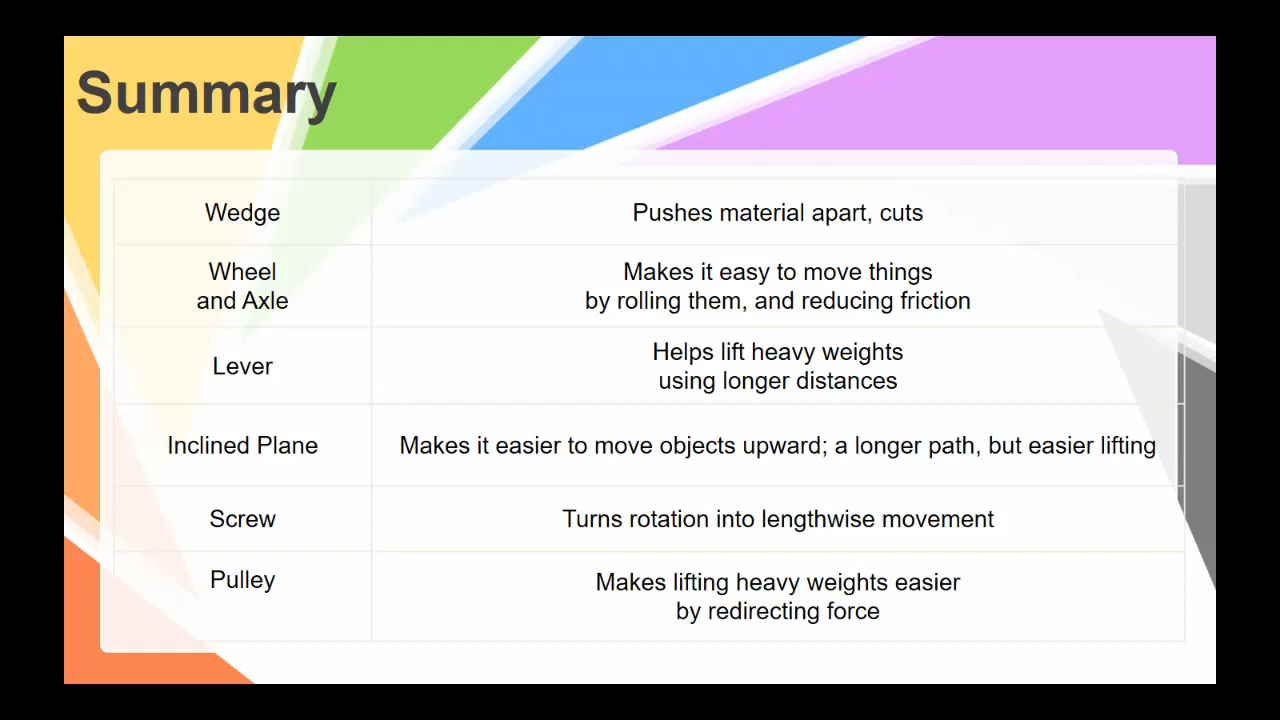 Summary
Wedge
Pushes material apart, cuts
Wheel
and Axle
Makes it easy to move things
by rolling them, and reducing friction
Lever
Helps lift heavy weights
using longer distances
Inclined Plane
Makes it easier to move objects upward; a longer path, but easier lifting
Screw
Turns rotation into lengthwise movement
Pulley
Makes lifting heavy weights easier
by redirecting force